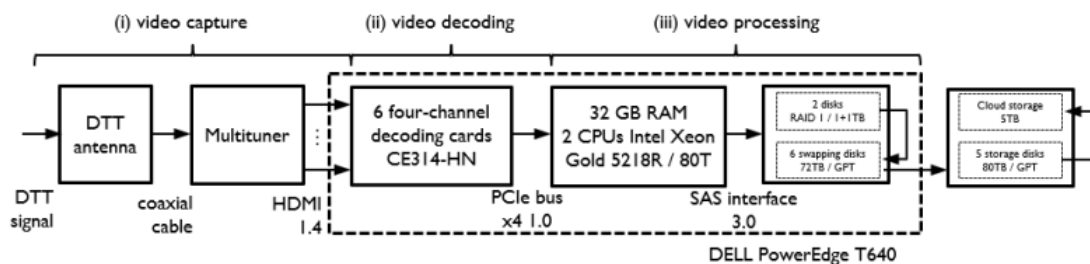 (i) video capture
(ii) video decoding
(iii) video processing
DTT
antenna
Multituner
6 four-channel
decoding cards
CE314-HN
32 GB RAM
2 CPUs Intel Xeon
Gold 5218R / 80T
2 disks
RAID 1 / 1+1TB
6 swapping disks
72TB / GPT
Cloud storage
5TB
5 storage disks
80TB / GPT
DTT
signal
coaxial
cable
HDMI
1.4
PCIe bus
x4 1.0
SAS interface
3.0
DELL PowerEdge T640